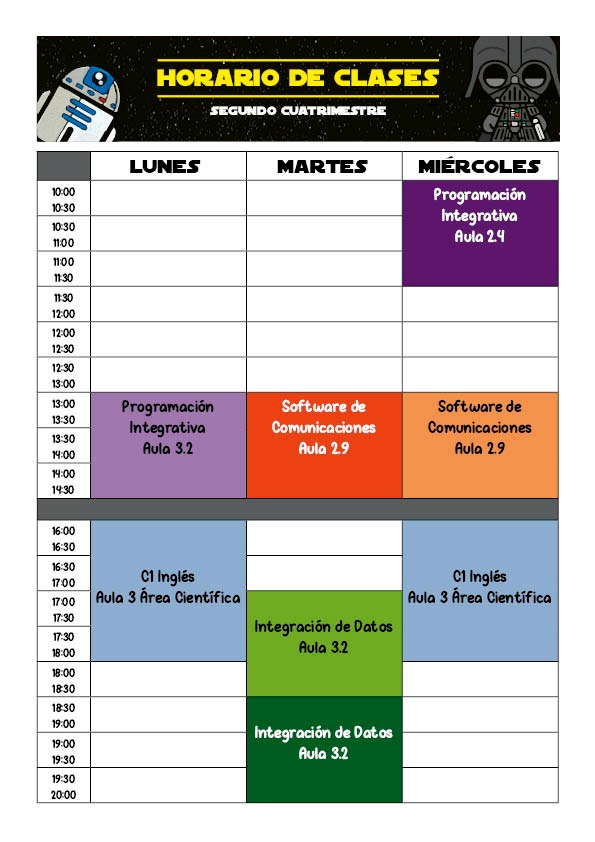 HORARIO DE CLASES
SEGUNDO CUATRIMESTRE
LUNES MARTES MIÉRCOLES
10:00
10:30
Programación
Integrativa
Aula 2.4
10:30
11:00
11:00
11:30
11:30
12:00
12:00
12:30
12:30
13:00
13:00
13:30
Programación
Integrativa
Aula 3.2
Software de
Comunicaciones
Aula 2.9
Software de
Comunicaciones
Aula 2.9
13:30
14:00
14:00
14:30
16:00
16:30
C1 Inglés
Aula 3 Área Científica
C1 Inglés
Aula 3 Área Científica
16:30
17:00
17:00
17:30
Integración de Datos
Aula 3.2
17:30
18:00
18:00
18:30
18:30
19:00
Integración de Datos
Aula 3.2
19:00
19:30
19:30
20:00